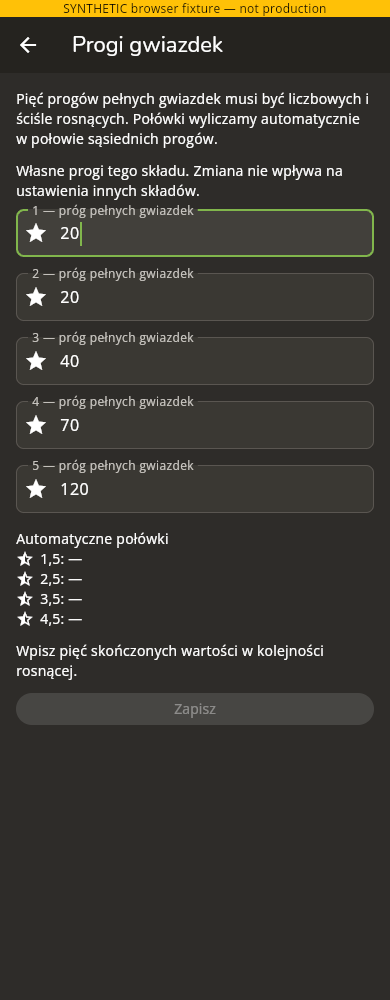 SYNTHETIC browser fixture — not production
Progi gwiazdek
Pięć progów pełnych gwiazdek musi być liczbowych i
ściśle rosnących. Połówki wyliczamy automatycznie
w połowie sąsiednich progów.
Własne progi tego składu. Zmiana nie wpływa na
ustawienia innych składów.
1 — próg pełnych gwiazdek
20
2 — próg pełnych gwiazdek
20
3 — próg pełnych gwiazdek
40
4 — próg pełnych gwiazdek
70
5 — próg pełnych gwiazdek
120
Automatyczne połówki
1,5: —
2,5: —
3,5: —
4,5: —
Wpisz pięć skończonych wartości w kolejności
rosnącej.
Zapisz